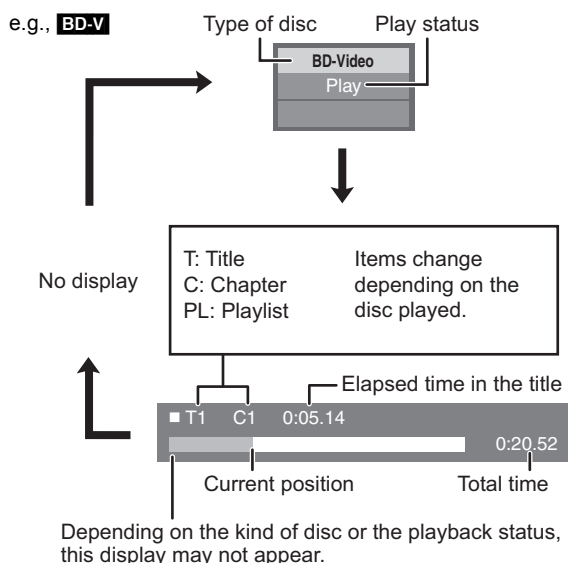 e.g., BD-V
Type of disc
Play status
BD-Video
Play
T: Title
C: Chapter
PL: Playlist
Items change
depending on the
disc played.
No display
Elapsed time in the title
T1 C1 0:05.14
0:20.52
Current position
Total time
Depending on the kind of disc or the playback status,
this display may not appear.